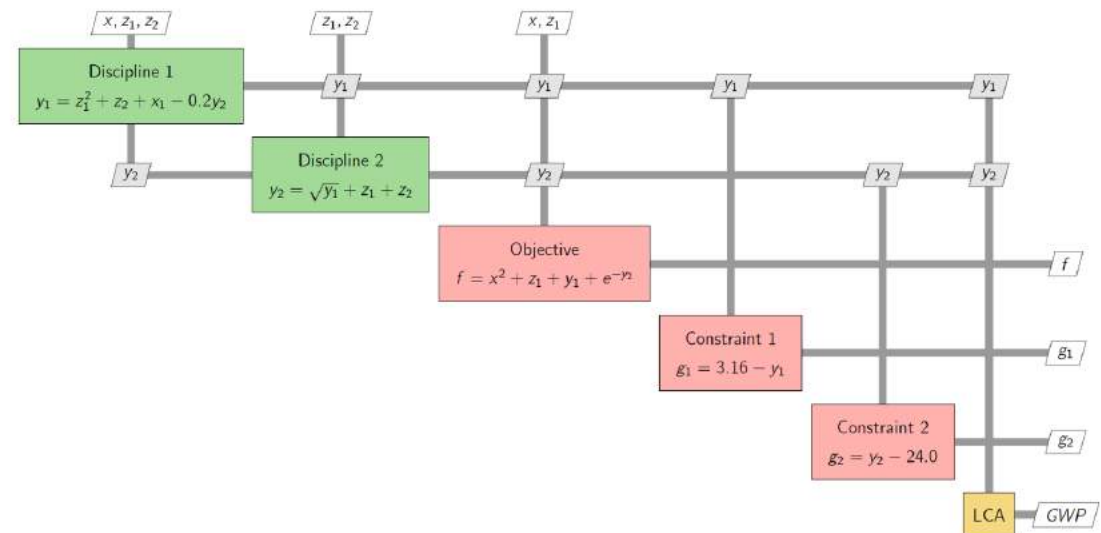 x, z₁, z₂
z₁, z₂
x, z₁
Discipline 1
y₁ = z₁² + z₂ + x₁ − 0.2y₂
y₁
y₁
y₁
y₁
y₂
Discipline 2
y₂ = √y₁ + z₁ + z₂
y₂
y₂
y₂
Objective
f = x² + z₁ + y₁ + e^{−y₂}
f
Constraint 1
g₁ = 3.16 − y₁
g₁
Constraint 2
g₂ = y₂ − 24.0
g₂
LCA
GWP